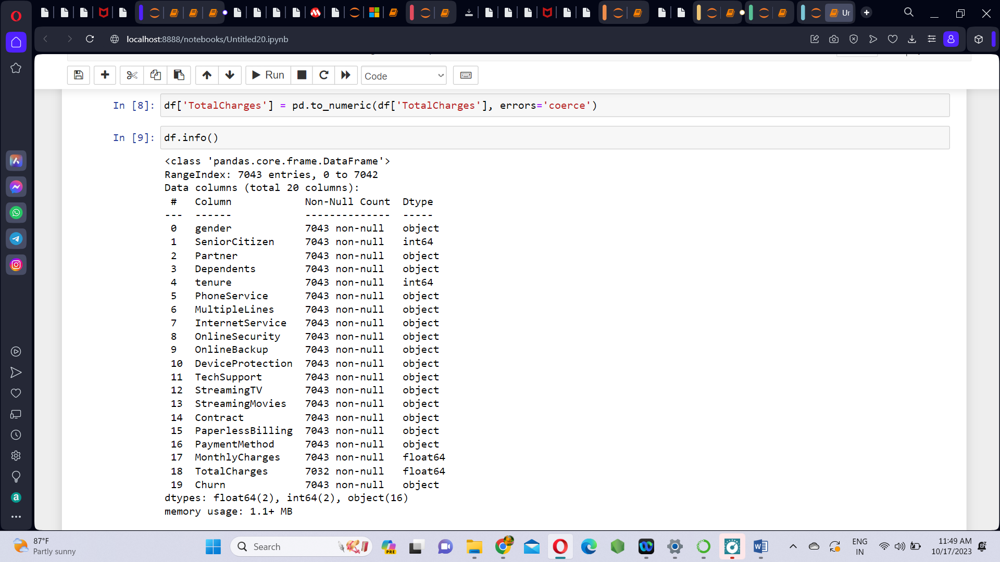 Ur
localhost:8888/notebooks/Untitled20.ipynb
Run
Code
In [8]: df['TotalCharges'] = pd.to_numeric(df['TotalCharges'], errors='coerce')
In [9]: df.info()
<class 'pandas.core.frame.DataFrame'>
RangeIndex: 7043 entries, 0 to 7042
Data columns (total 20 columns):
 #   Column            Non-Null Count  Dtype
---  ------            --------------  -----
 0   gender            7043 non-null   object
 1   SeniorCitizen     7043 non-null   int64
 2   Partner           7043 non-null   object
 3   Dependents        7043 non-null   object
 4   tenure            7043 non-null   int64
 5   PhoneService      7043 non-null   object
 6   MultipleLines     7043 non-null   object
 7   InternetService   7043 non-null   object
 8   OnlineSecurity    7043 non-null   object
 9   OnlineBackup      7043 non-null   object
 10  DeviceProtection  7043 non-null   object
 11  TechSupport       7043 non-null   object
 12  StreamingTV       7043 non-null   object
 13  StreamingMovies   7043 non-null   object
 14  Contract          7043 non-null   object
 15  PaperlessBilling  7043 non-null   object
 16  PaymentMethod     7043 non-null   object
 17  MonthlyCharges    7043 non-null   float64
 18  TotalCharges      7032 non-null   float64
 19  Churn             7043 non-null   object
dtypes: float64(2), int64(2), object(16)
memory usage: 1.1+ MB
87°F
Partly sunny
Search
PRE
ENG
IN
11:49 AM
10/17/2023